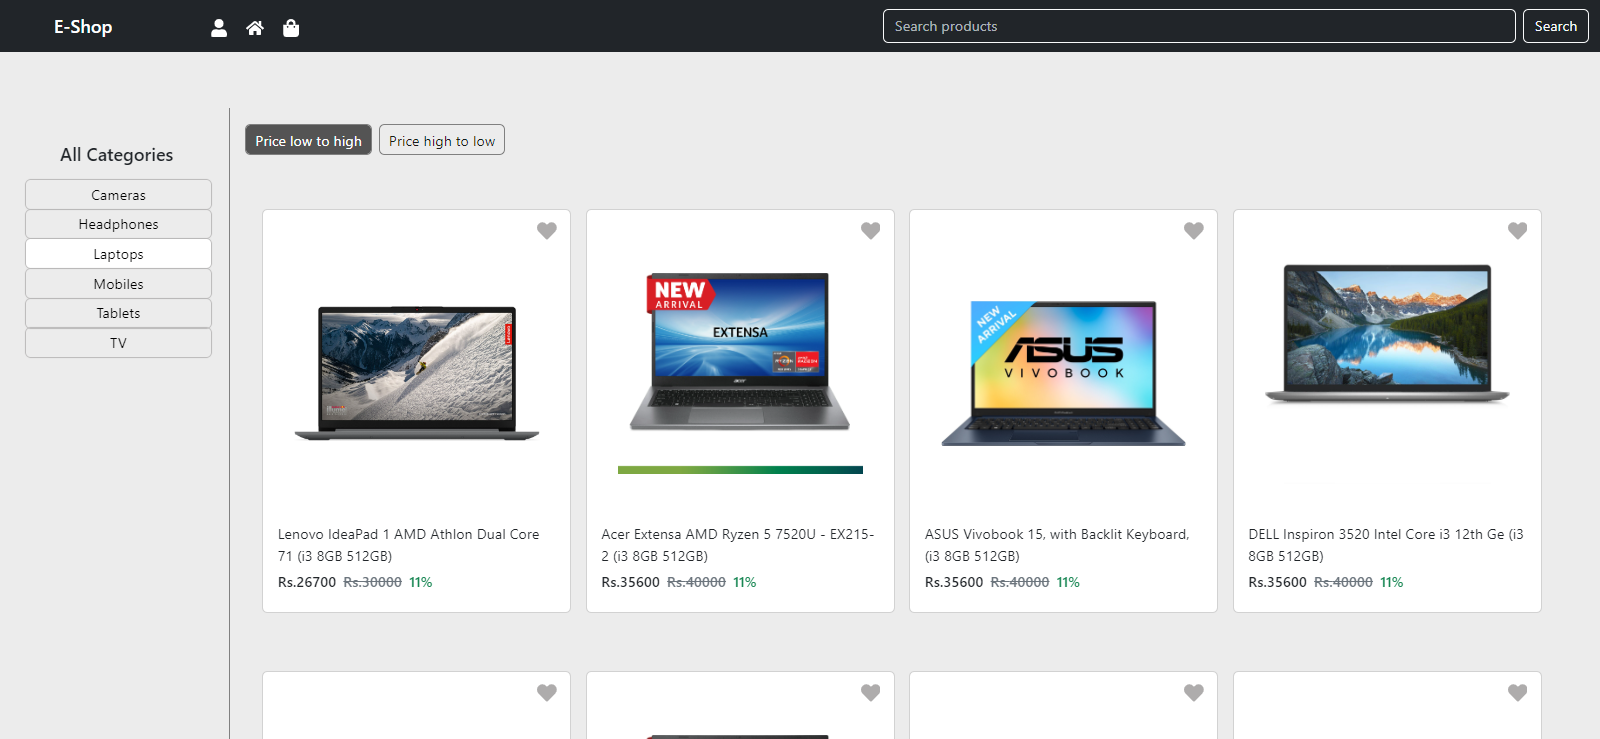 E-Shop
Search products
Search
All Categories
Cameras
Headphones
Laptops
Mobiles
Tablets
TV
Price low to high
Price high to low
Lenovo IdeaPad 1 AMD Athlon Dual Core
71 (i3 8GB 512GB)
Rs.26700 Rs.30000 11%
NEW
ARRIVAL
EXTENSA
acer
Acer Extensa AMD Ryzen 5 7520U - EX215-
2 (i3 8GB 512GB)
Rs.35600 Rs.40000 11%
NEW
ARRIVAL
ASUS
VIVOBOOK
ASUS Vivobook 15, with Backlit Keyboard,
(i3 8GB 512GB)
Rs.35600 Rs.40000 11%
DELL Inspiron 3520 Intel Core i3 12th Ge (i3
8GB 512GB)
Rs.35600 Rs.40000 11%